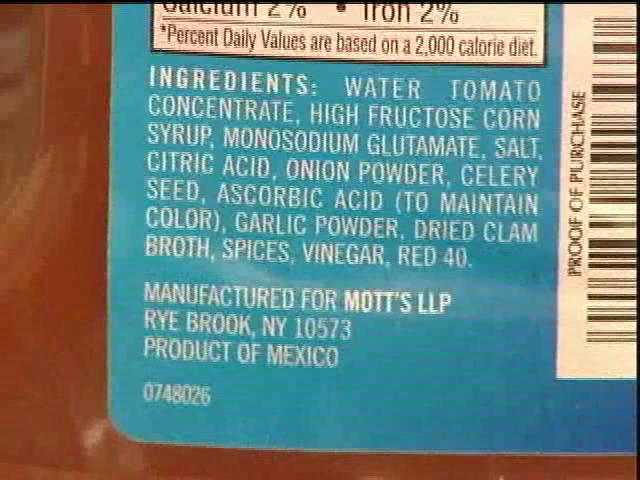 Calcium 2% • Iron 2%
*Percent Daily Values are based on a 2,000 calorie diet.
INGREDIENTS: WATER TOMATO
CONCENTRATE, HIGH FRUCTOSE CORN
SYRUP, MONOSODIUM GLUTAMATE, SALT,
CITRIC ACID, ONION POWDER, CELERY
SEED, ASCORBIC ACID (TO MAINTAIN
COLOR), GARLIC POWDER, DRIED CLAM
BROTH, SPICES, VINEGAR, RED 40.
MANUFACTURED FOR MOTT'S LLP
RYE BROOK, NY 10573
PRODUCT OF MEXICO
0748026
PROOF OF PURCHASE